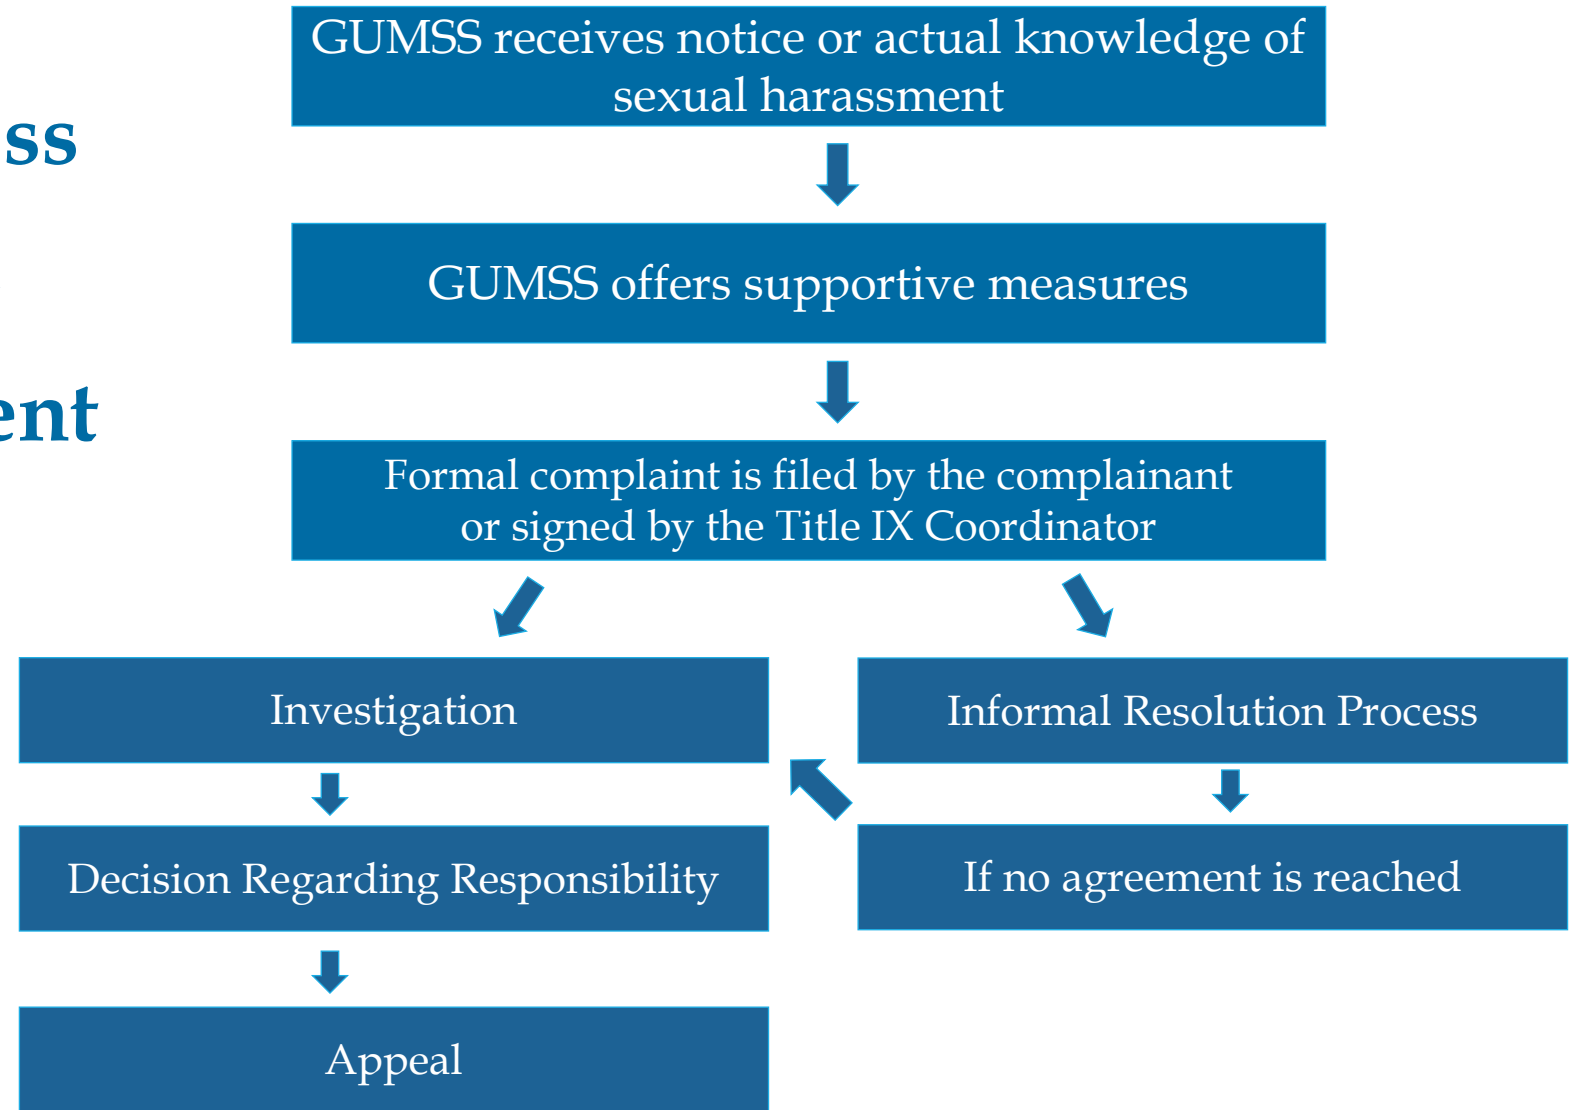 GUMSS receives notice or actual knowledge of
sexual harassment
ss
GUMSS offers supportive measures
ent
Formal complaint is filed by the complainant
or signed by the Title IX Coordinator
Investigation
Informal Resolution Process
Decision Regarding Responsibility
If no agreement is reached
Appeal